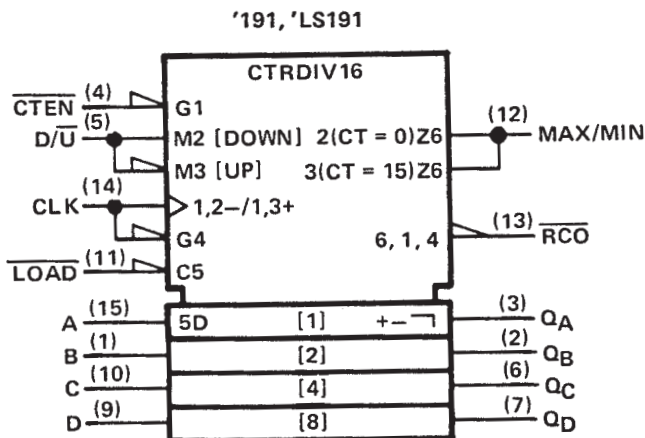 '191, 'LS191
CTRDIV16
CTEN (4) G1
D/U (5) M2 [DOWN] 2(CT = 0)Z6 (12) MAX/MIN
M3 [UP] 3(CT = 15)Z6
CLK (14) 1,2–/1,3+
G4 6, 1, 4 (13) RCO
LOAD (11) C5
A (15) 5D [1] +– ¬ (3) QA
B (1) [2] (2) QB
C (10) [4] (6) QC
D (9) [8] (7) QD